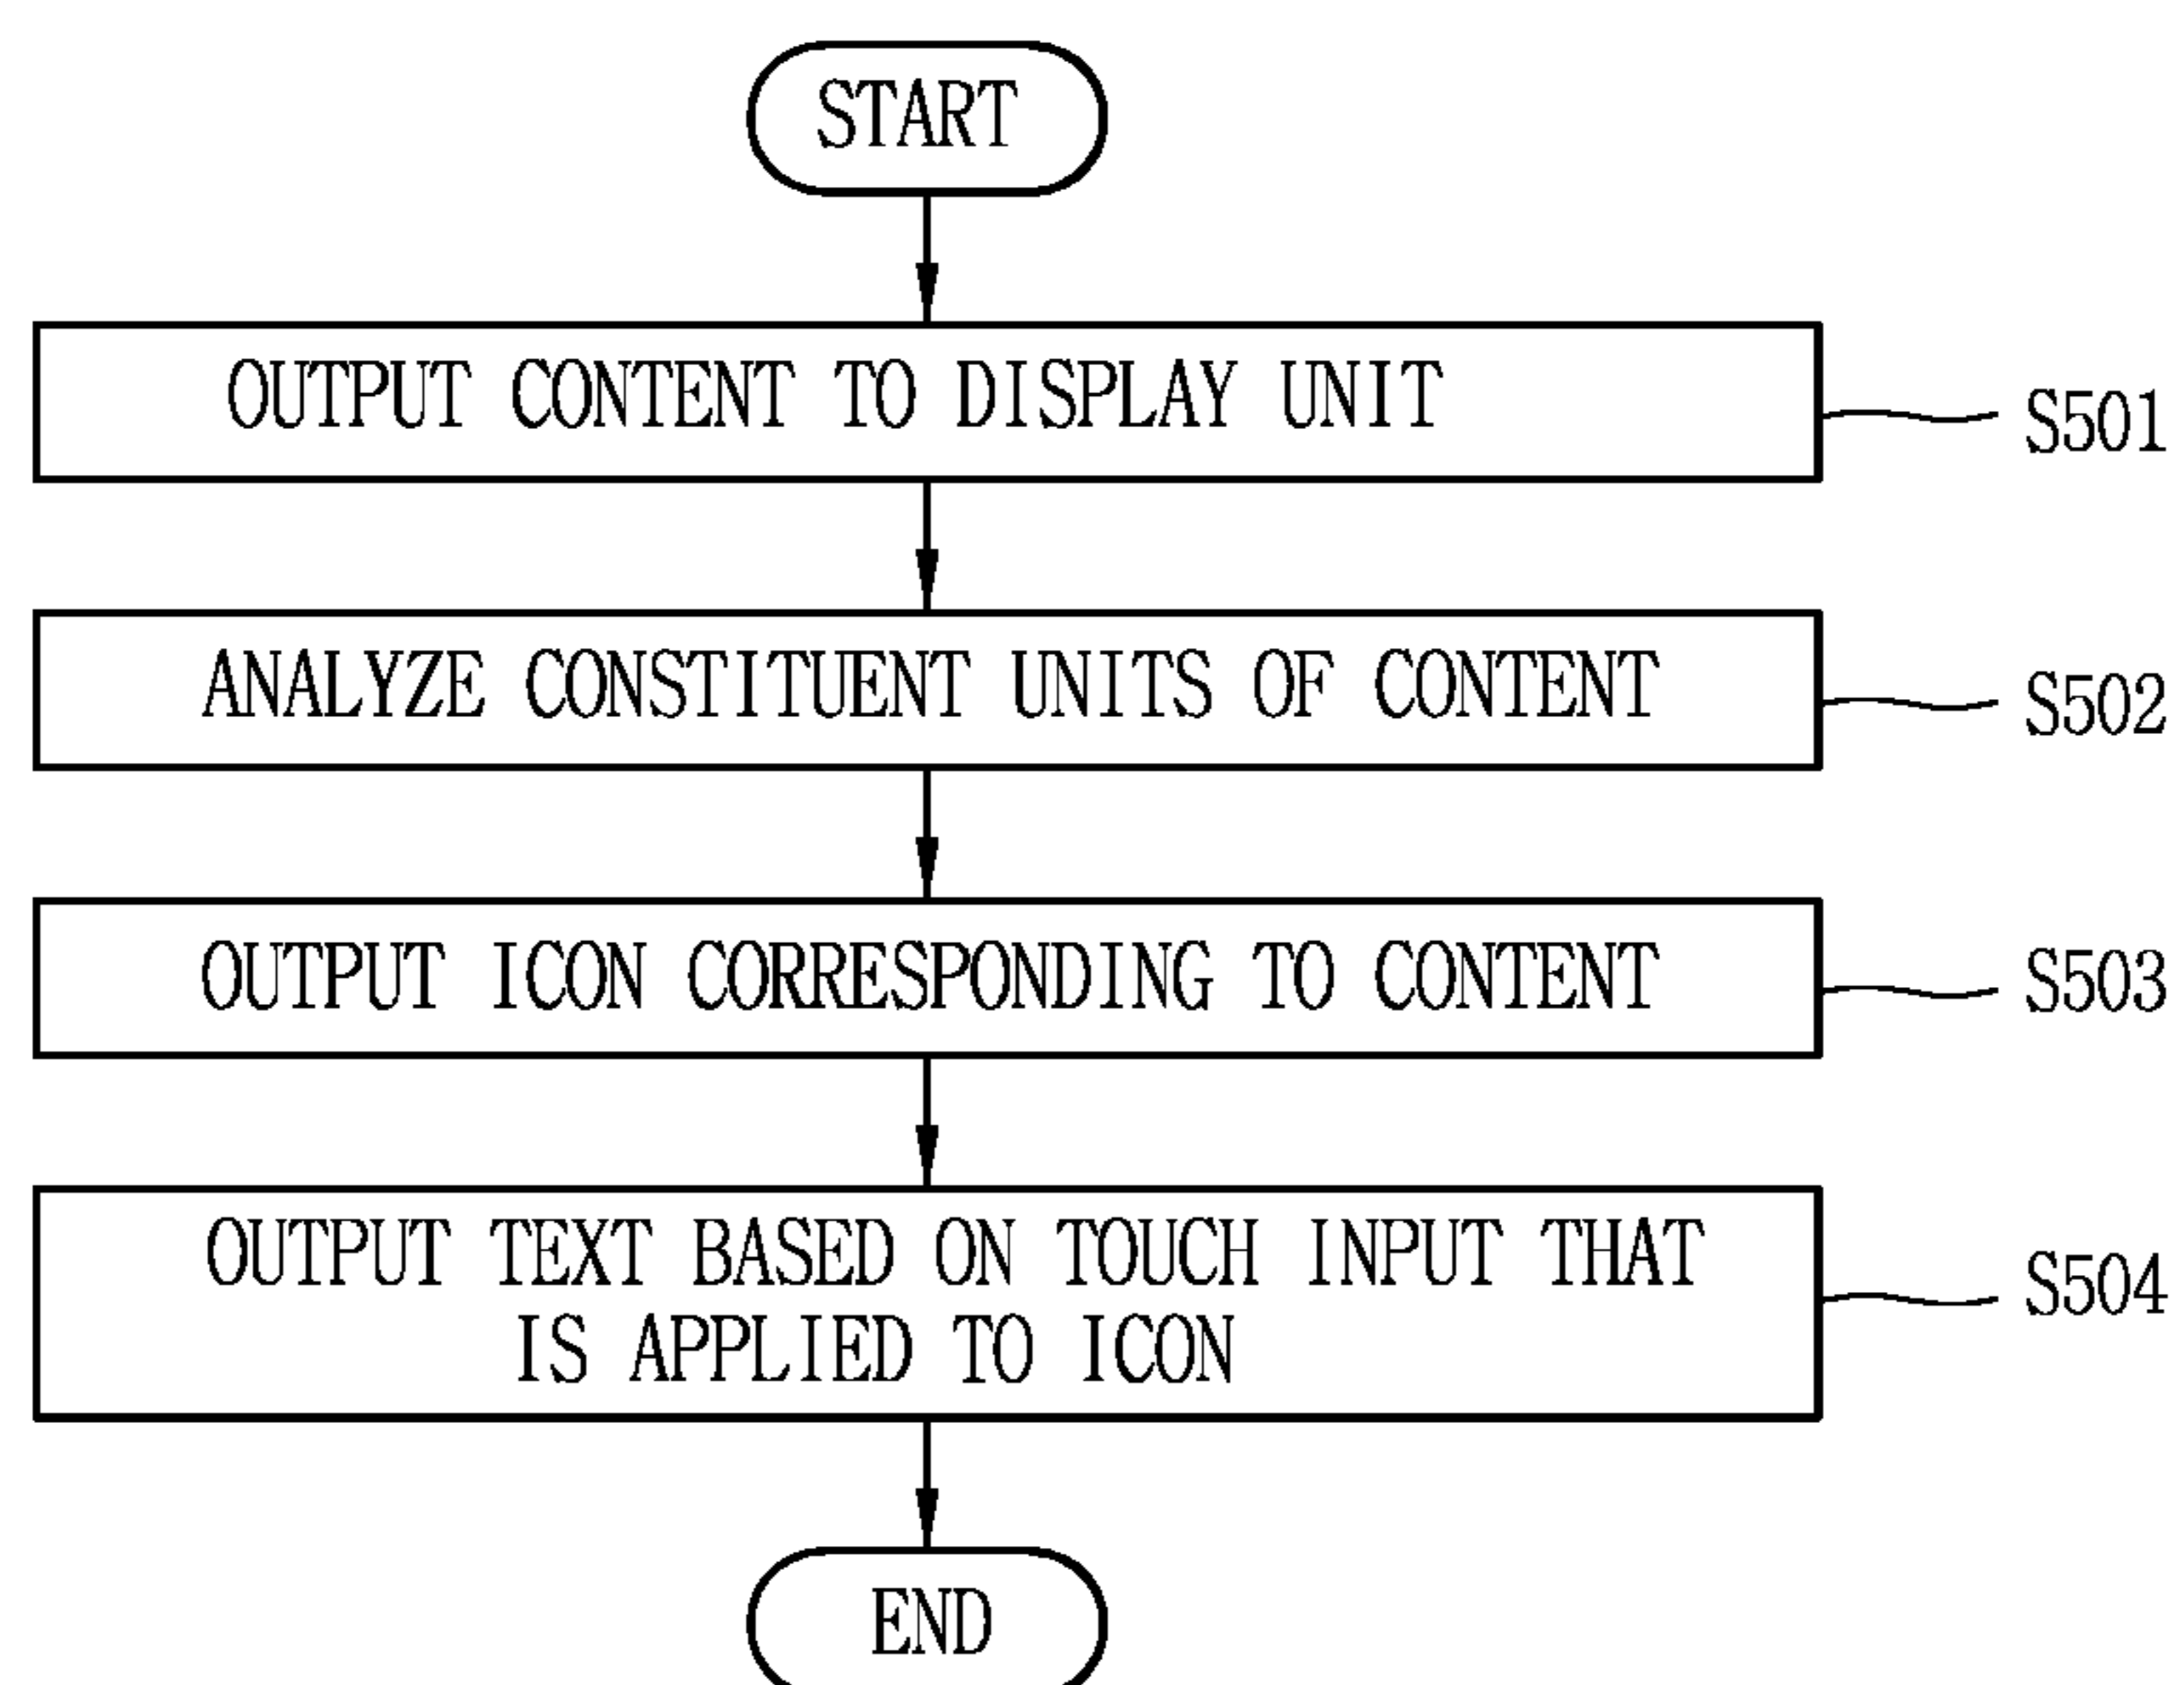 START
OUTPUT CONTENT TO DISPLAY UNIT
S501
ANALYZE CONSTITUENT UNITS OF CONTENT
S502
OUTPUT ICON CORRESPONDING TO CONTENT
S503
OUTPUT TEXT BASED ON TOUCH INPUT THAT
IS APPLIED TO ICON
S504
END